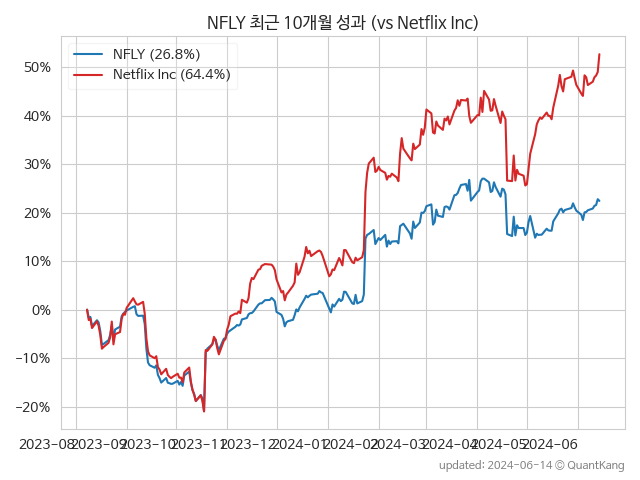 NFLY 최근 10개월 성과 (vs Netflix Inc)
NFLY (26.8%)
Netflix Inc (64.4%)
50%
40%
30%
20%
10%
0%
−10%
−20%
2023-08 2023-09 2023-10 2023-11 2023-12 2024-01 2024-02 2024-03 2024-04 2024-05 2024-06
updated: 2024-06-14 © QuantKang